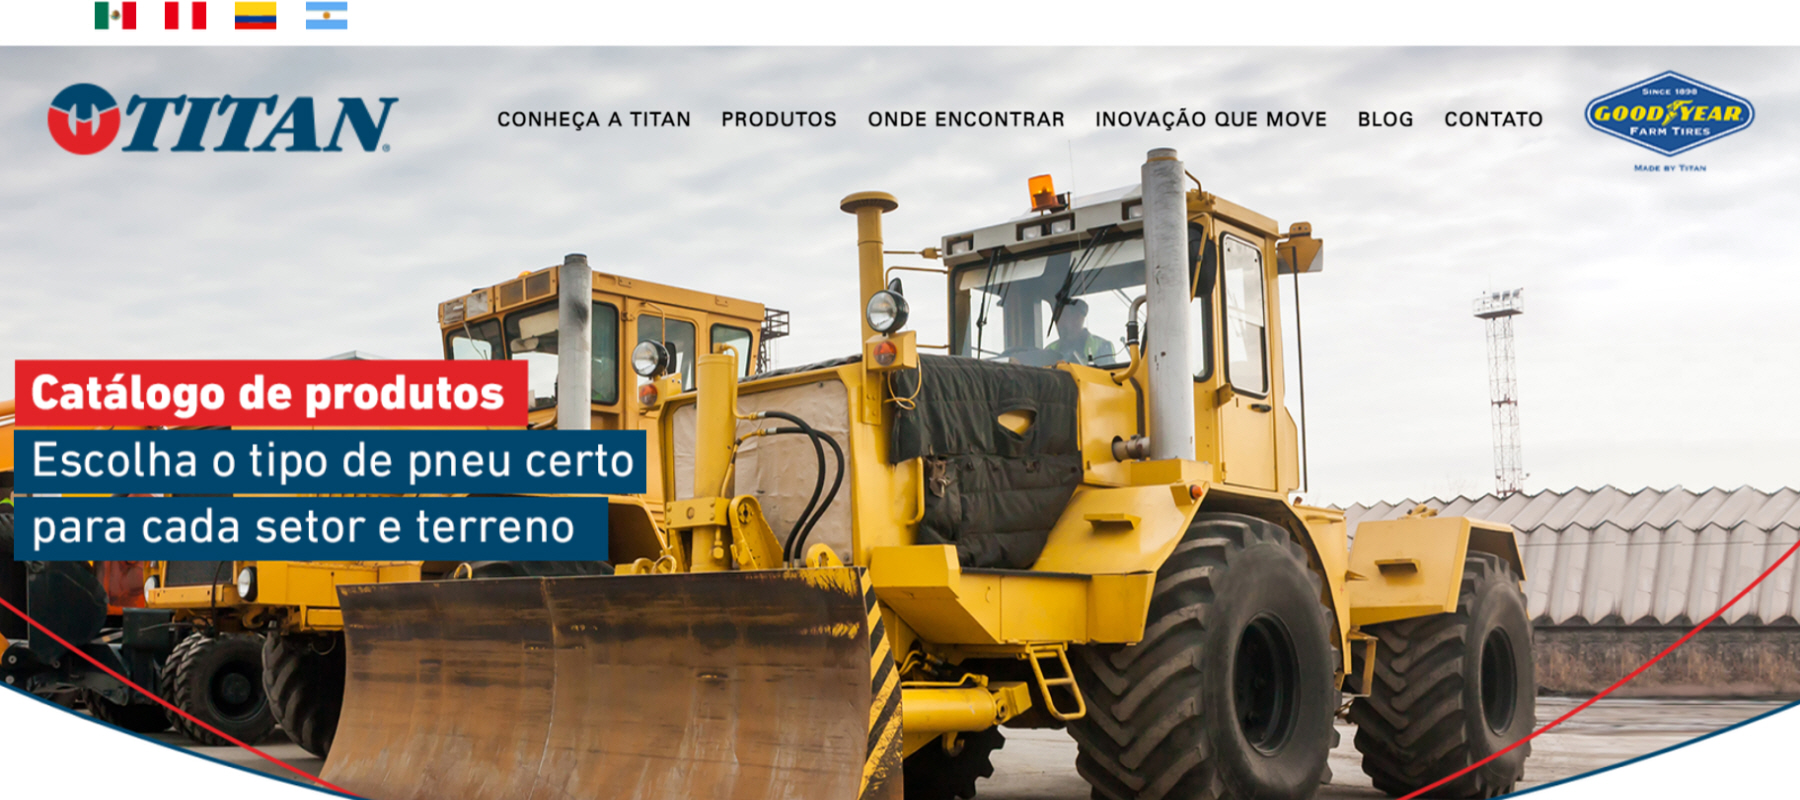 TITAN
CONHEÇA A TITAN PRODUTOS ONDE ENCONTRAR INOVAÇÃO QUE MOVE BLOG CONTATO
SINCE 1898
GOODYEAR
FARM TIRES
MADE BY TITAN
Catálogo de produtos
Escolha o tipo de pneu certo
para cada setor e terreno